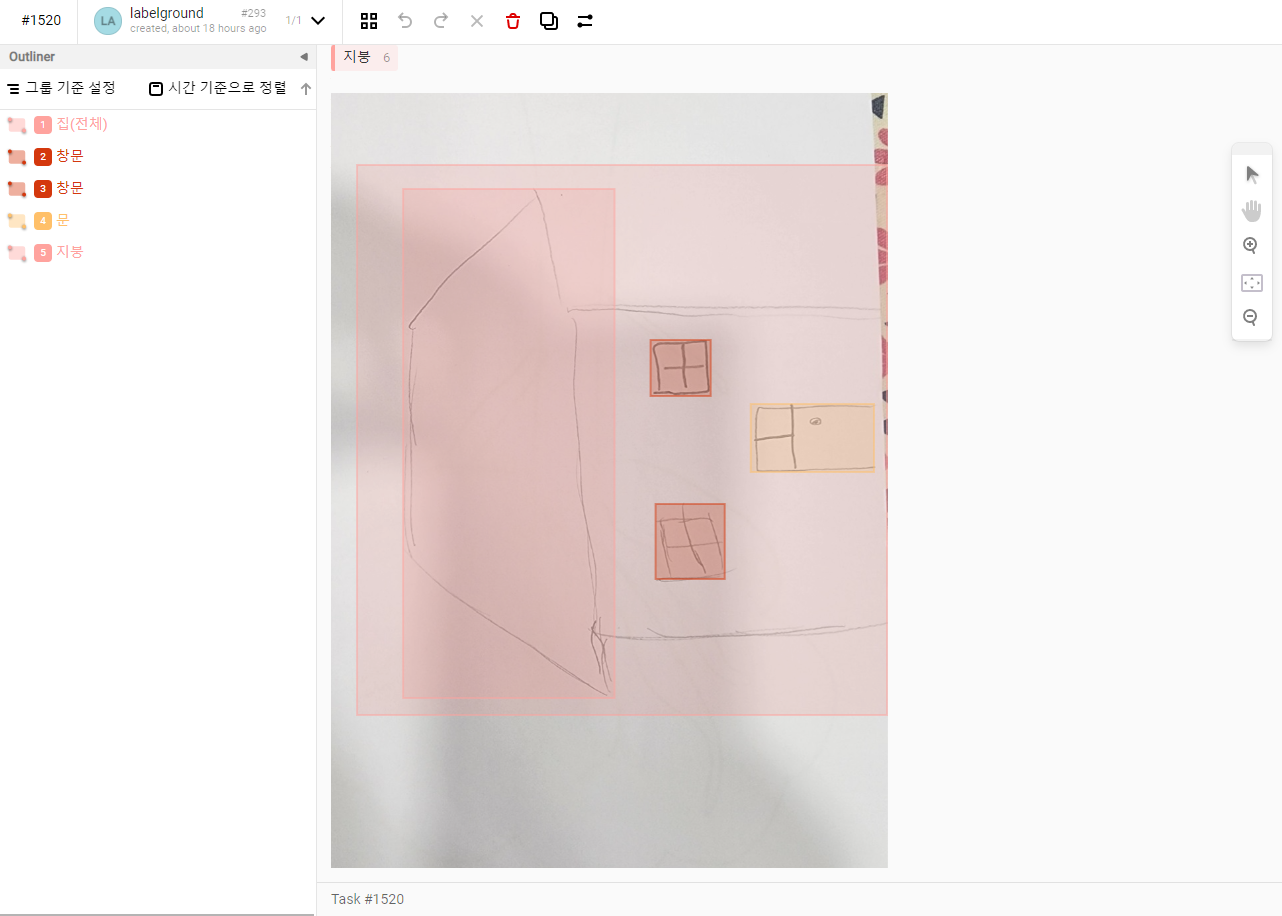 #1520
LA
labelground
#293
created, about 18 hours ago
1/1
Outliner
그룹 기준 설정
시간 기준으로 정렬
1 집(전체)
2 창문
3 창문
4 문
5 지붕
지붕 6
Task #1520